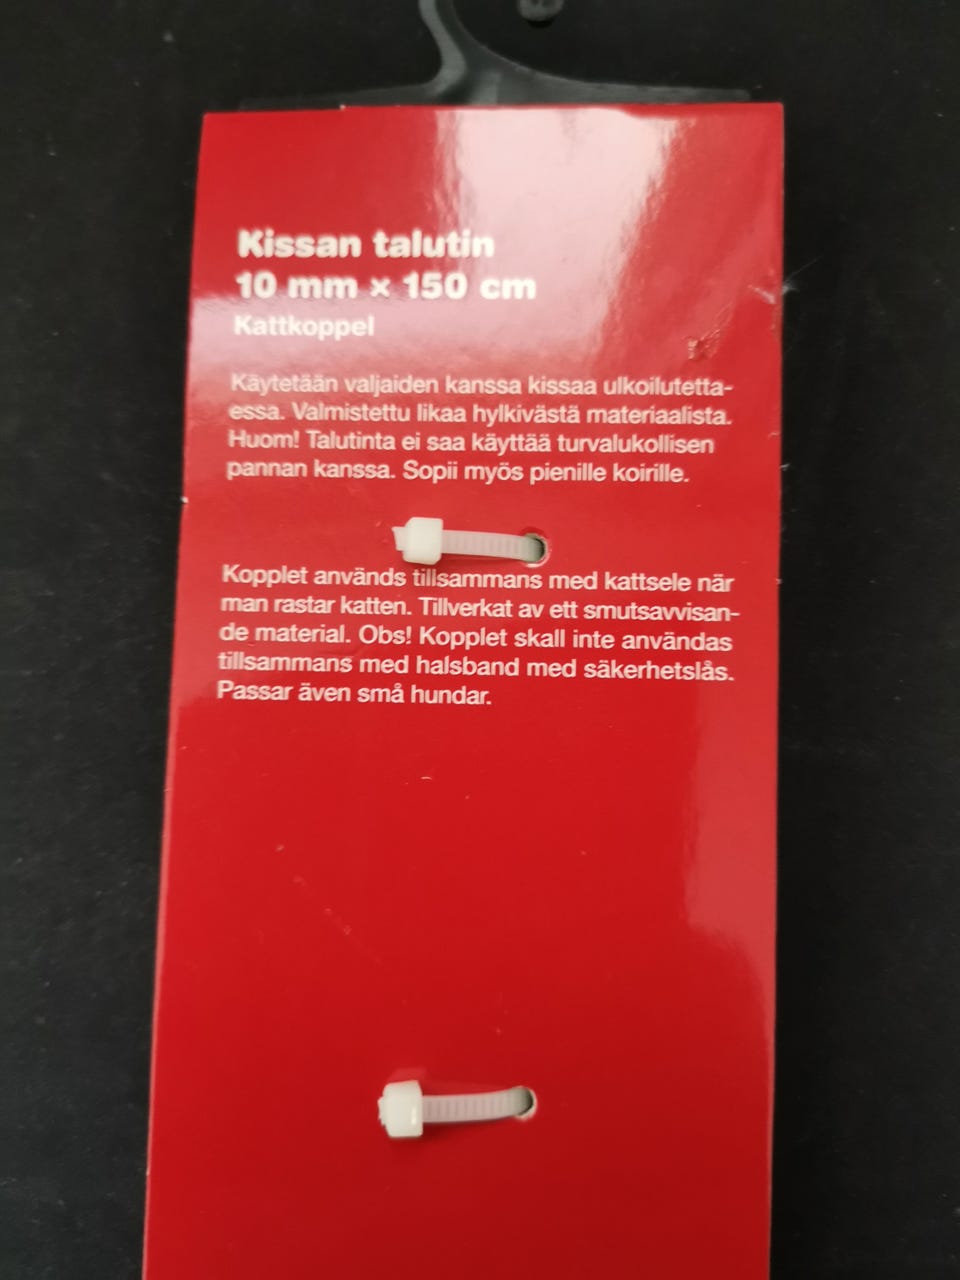 Kissan talutin
10 mm × 150 cm
Kattkoppel
Käytetään valjaiden kanssa kissaa ulkoilutetta-
essa. Valmistettu likaa hylkivästä materiaalista.
Huom! Talutinta ei saa käyttää turvalukollisen
pannan kanssa. Sopii myös pienille koirille.
Kopplet används tillsammans med kattsele när
man rastar katten. Tillverkat av ett smutsavvisan-
de material. Obs! Kopplet skall inte användas
tillsammans med halsband med säkerhetslås.
Passar även små hundar.